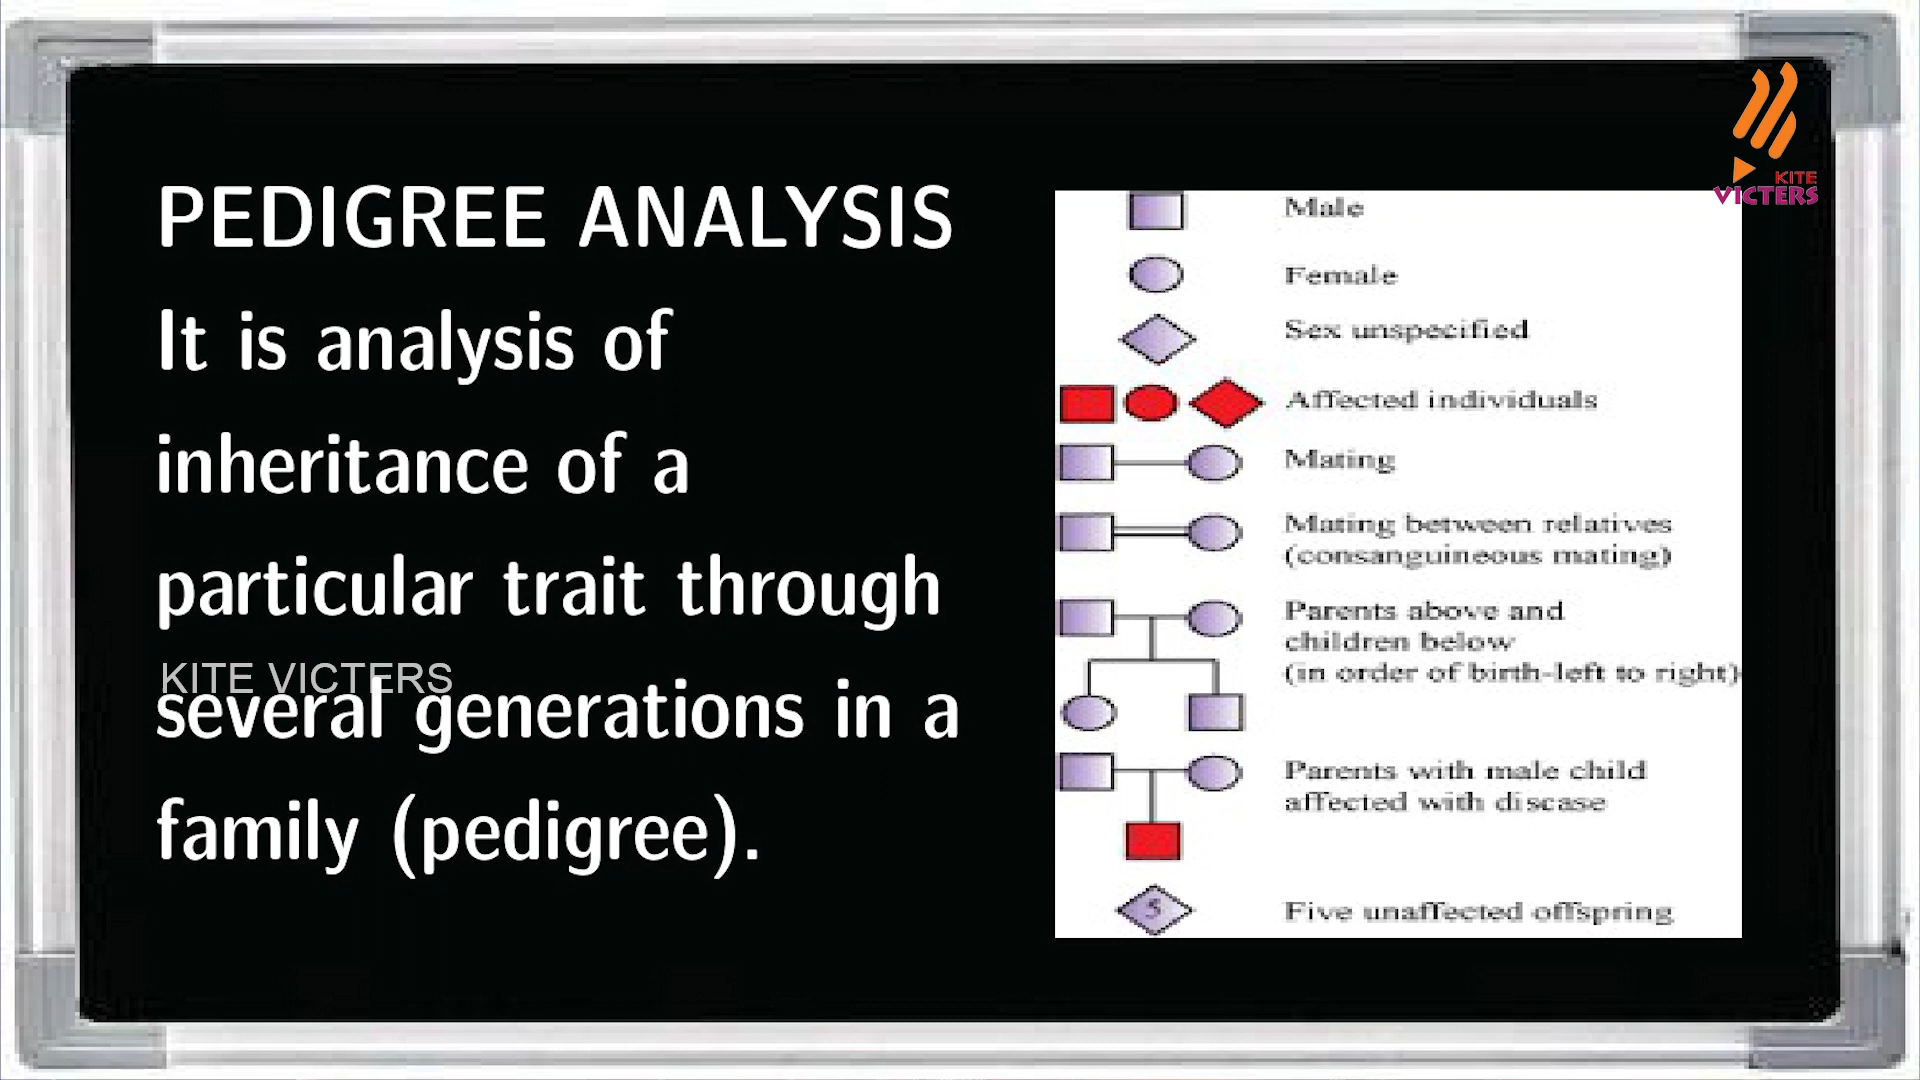 PEDIGREE ANALYSIS
It is analysis of
inheritance of a
particular trait through
several generations in a
family (pedigree).
KITE VICTERS
KITE
VICTERS
Male
Female
Sex unspecified
Affected individuals
Mating
Mating between relatives
(consanguineous mating)
Parents above and
children below
(in order of birth-left to right)
Parents with male child
affected with disease
5
Five unaffected offspring